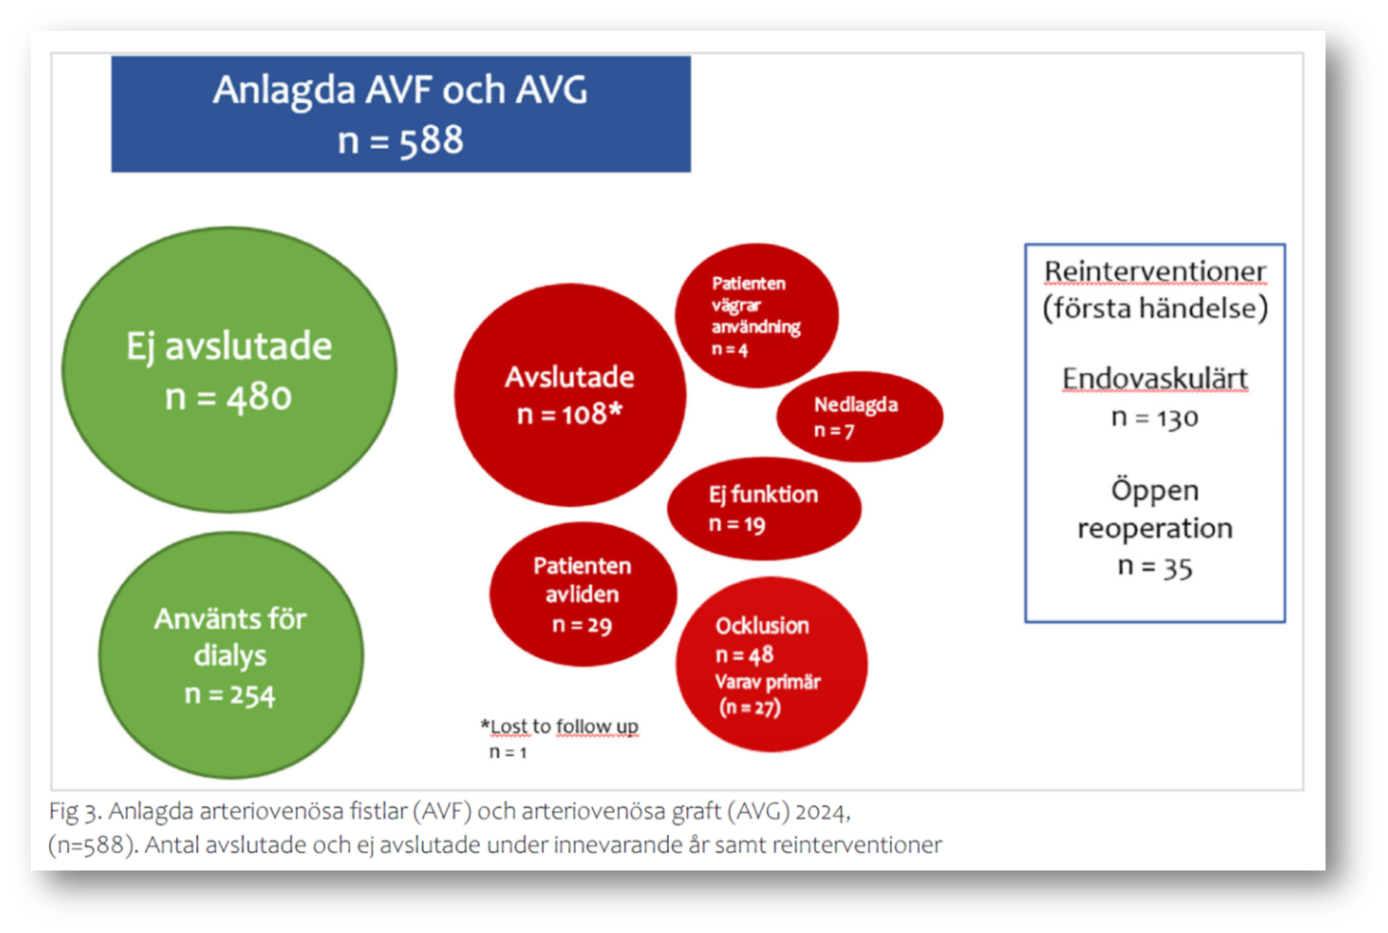 Anlagda AVF och AVG
n = 588
Ej avslutade
n = 480
Använts för
dialys
n = 254
Avslutade
n = 108*
Patienten
vägrar
användning
n = 4
Nedlagda
n = 7
Ej funktion
n = 19
Patienten
avliden
n = 29
Ocklusion
n = 48
Varav primär
(n = 27)
*Lost to follow up
n = 1
Reinterventioner
(första händelse)
Endovaskulärt
n = 130
Öppen
reoperation
n = 35
Fig 3. Anlagda arteriovenösa fistlar (AVF) och arteriovenösa graft (AVG) 2024,
(n=588). Antal avslutade och ej avslutade under innevarande år samt reinterventioner